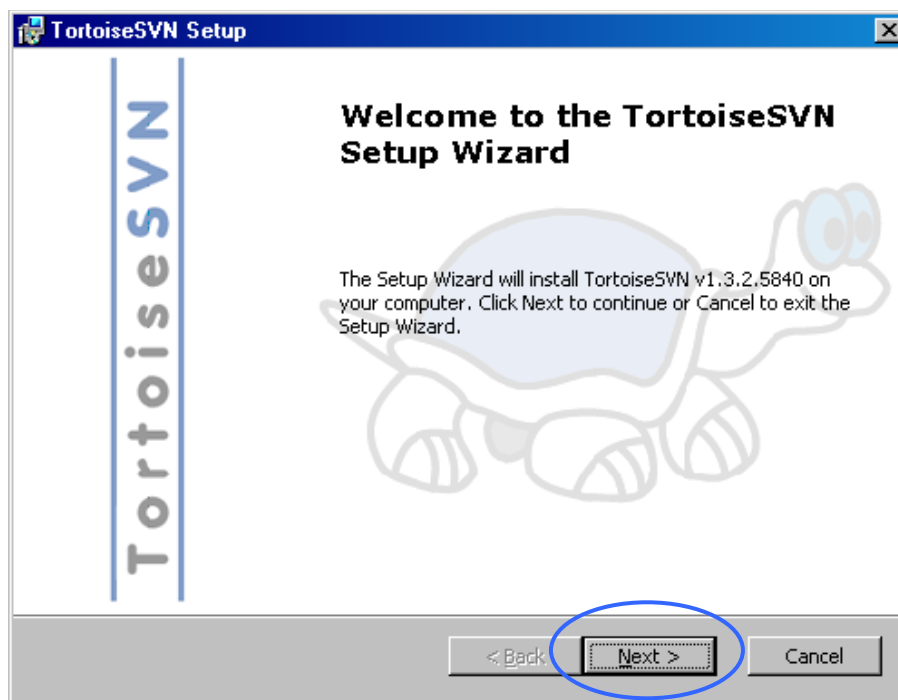 TortoiseSVN Setup
TortoiseSVN
Welcome to the TortoiseSVN
Setup Wizard
The Setup Wizard will install TortoiseSVN v1.3.2.5840 on
your computer. Click Next to continue or Cancel to exit the
Setup Wizard.
< Back
Next >
Cancel